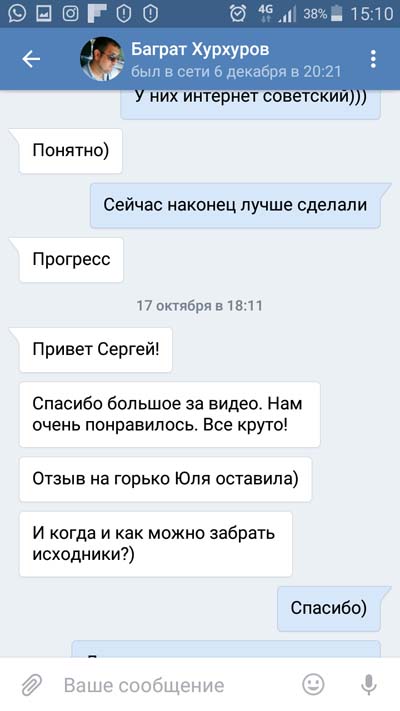 4G 38% 15:10
Баграт Хурхуров
был в сети 6 декабря в 20:21
У них интернет советский)))
Понятно)
Сейчас наконец лучше сделали
Прогресс
17 октября в 18:11
Привет Сергей!
Спасибо большое за видео. Нам
очень понравилось. Все круто!
Отзыв на горько Юля оставила)
И когда и как можно забрать
исходники?)
Спасибо)
Ваше сообщение